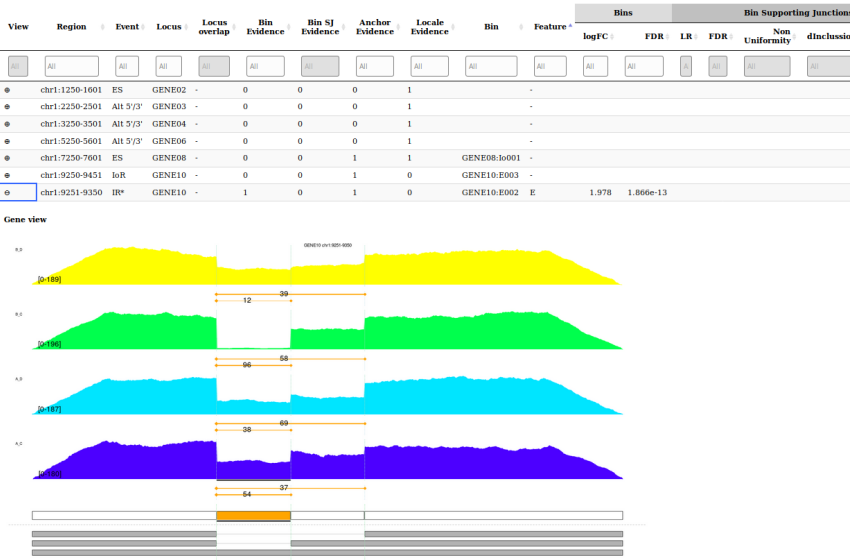 Bins Bin Supporting Junctions
View Region Event Locus Locus overlap Bin Evidence Bin SJ Evidence Anchor Evidence Locale Evidence Bin Feature logFC FDR LR FDR Non Uniformity dInclusion
All All All All All All All All All All All All All A All All All
chr1:1250-1601 ES GENE02 - 0 0 0 1 -
chr1:2250-2501 Alt 5'/3' GENE03 - 0 0 0 1 -
chr1:3250-3501 Alt 5'/3' GENE04 - 0 0 0 1 -
chr1:5250-5601 Alt 5'/3' GENE06 - 0 0 0 1 -
chr1:7250-7601 ES GENE08 - 0 0 1 1 GENE08:Io001 -
chr1:9250-9451 IoR GENE10 - 0 0 1 0 GENE10:E003 -
chr1:9251-9350 IR* GENE10 - 1 0 1 0 GENE10:E002 E 1.978 1.866e-13
Gene view
GENE10 chr1:9251-9350
[0-189]
39
12
[0-196]
58
96
A_D
[0-187]
69
38
A_C
37
54